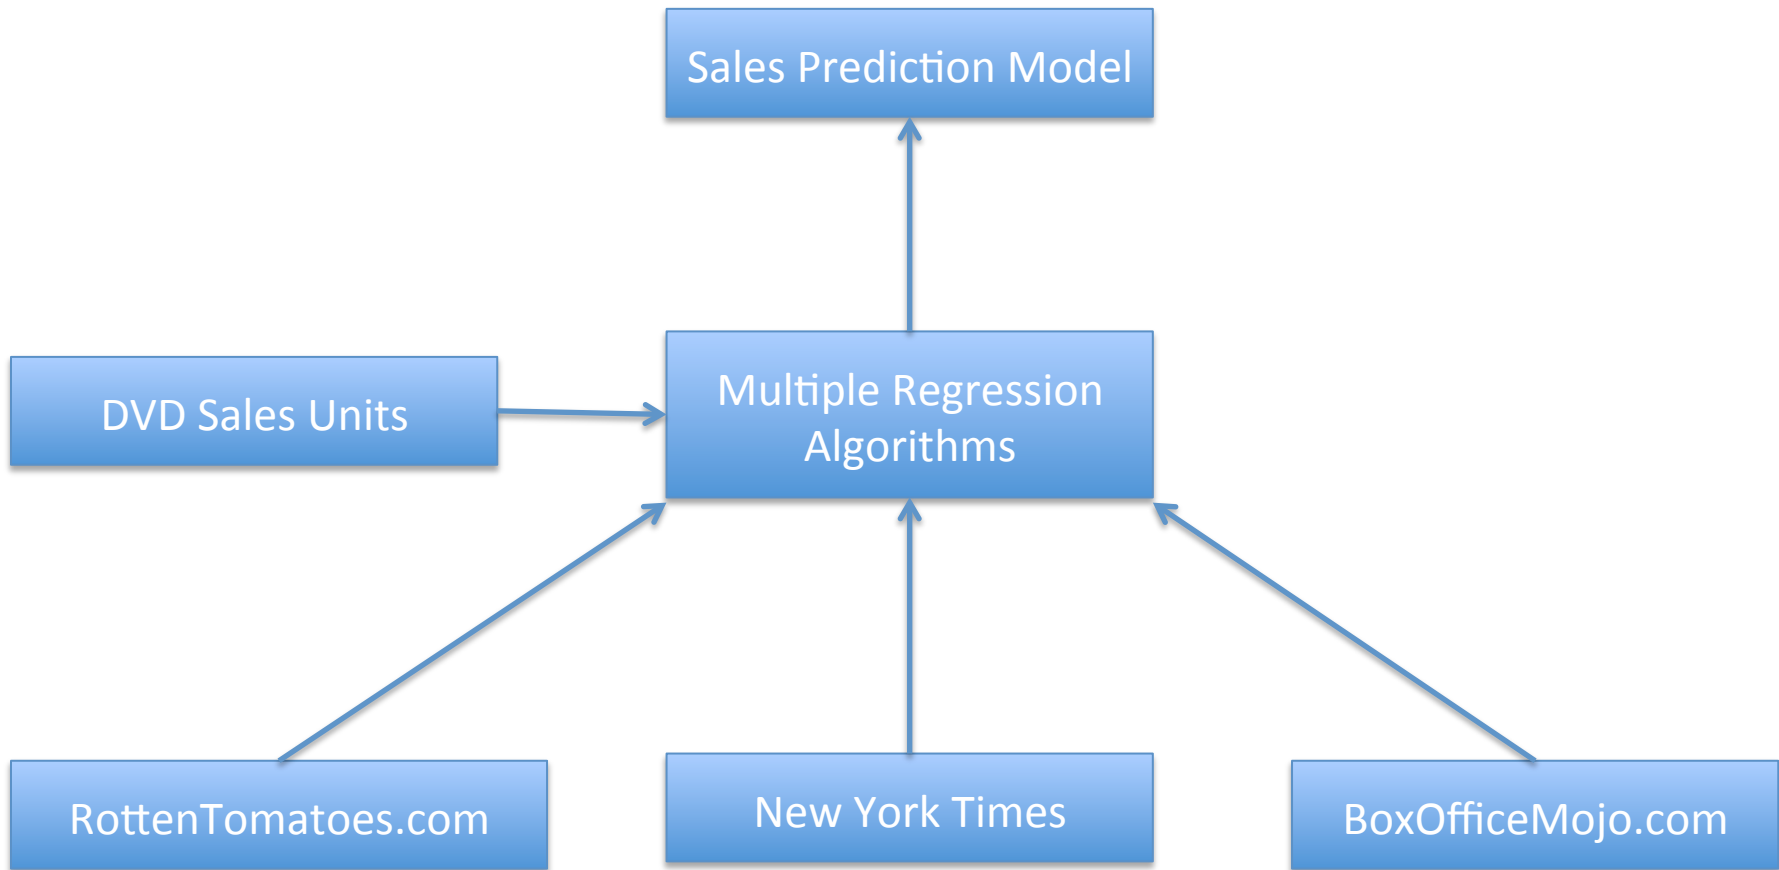 Sales Prediction Model
DVD Sales Units
Multiple Regression
Algorithms
RottenTomatoes.com
New York Times
BoxOfficeMojo.com